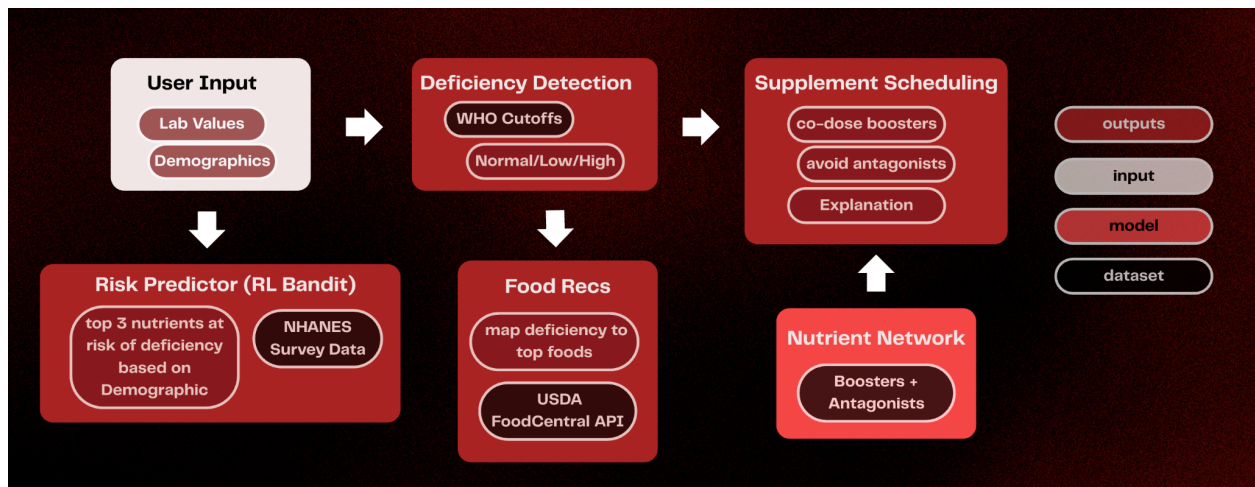 User Input
Lab Values
Demographics
Deficiency Detection
WHO Cutoffs
Normal/Low/High
Supplement Scheduling
co-dose boosters
avoid antagonists
Explanation
outputs
input
model
dataset
Risk Predictor (RL Bandit)
top 3 nutrients at
risk of deficiency
based on
Demographic
NHANES
Survey Data
Food Recs
map deficiency to
top foods
USDA
FoodCentral API
Nutrient Network
Boosters +
Antagonists